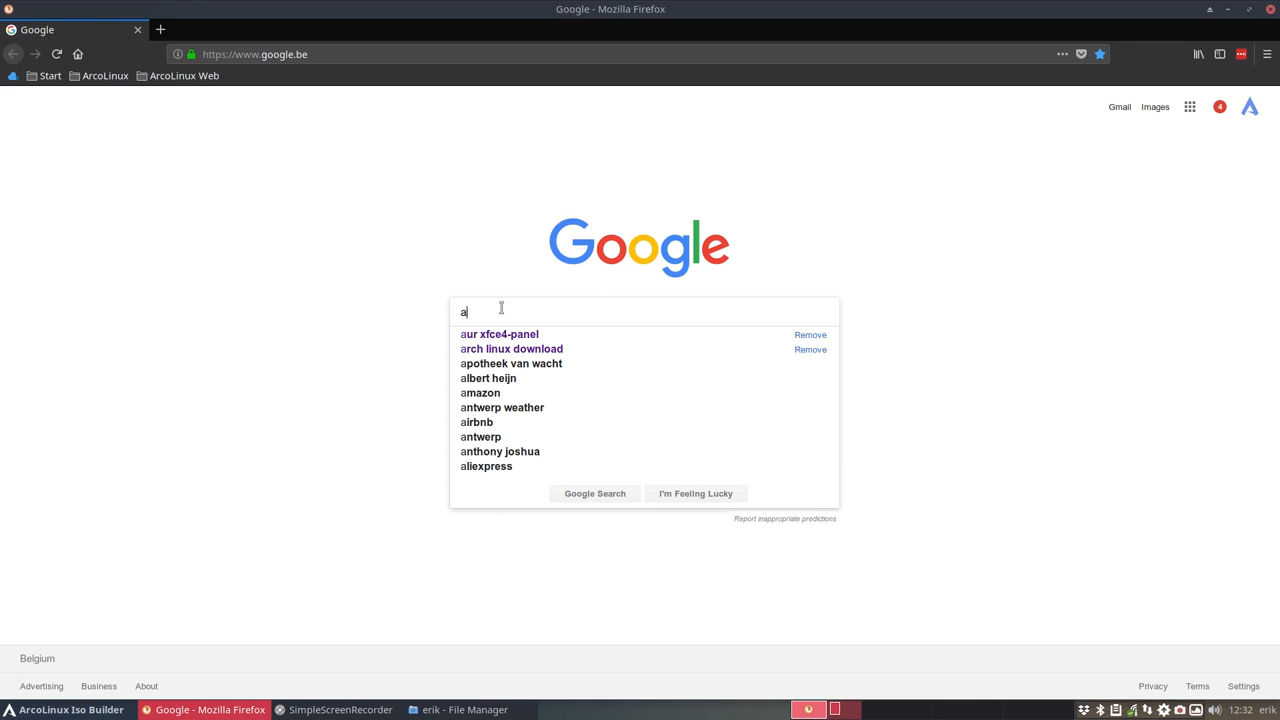 Google - Mozilla Firefox
Google
https://www.google.be
Start
ArcoLinux
ArcoLinux Web
Gmail
Images
4
Google
a
aur xfce4-panel
Remove
arch linux download
Remove
apotheek van wacht
albert heijn
amazon
antwerp weather
airbnb
antwerp
anthony joshua
aliexpress
Google Search
I'm Feeling Lucky
Report inappropriate predictions
Belgium
Advertising
Business
About
Privacy
Terms
Settings
ArcoLinux Iso Builder
Google - Mozilla Firefox
SimpleScreenRecorder
erik - File Manager
12:32
erik